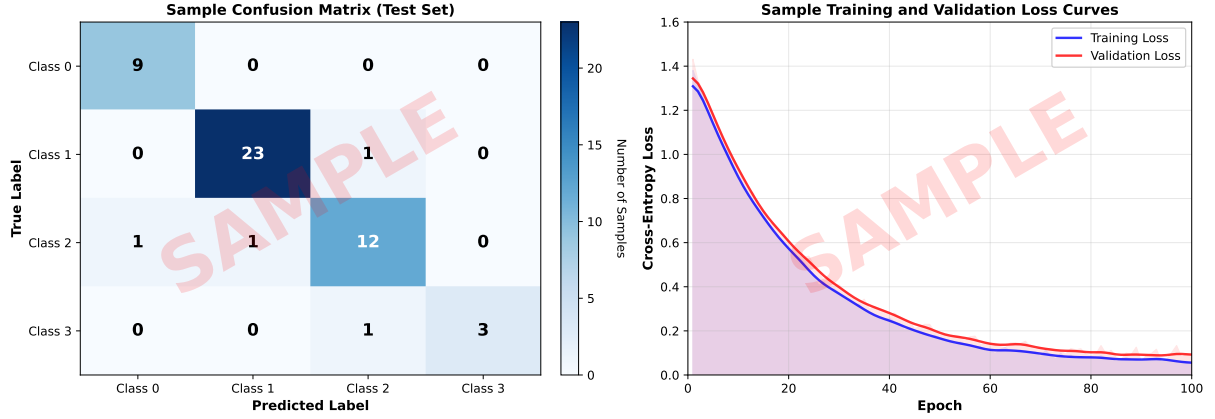 Sample Confusion Matrix (Test Set)
True Label
Class 0
9 0 0 0
Class 1
0 23 1 0
Class 2
1 1 12 0
Class 3
0 0 1 3
Class 0 Class 1 Class 2 Class 3
Predicted Label
20
15
10
5
0
Number of Samples
SAMPLE
Sample Training and Validation Loss Curves
Training Loss
Validation Loss
Cross-Entropy Loss
1.6
1.4
1.2
1.0
0.8
0.6
0.4
0.2
0.0
0 20 40 60 80 100
Epoch
SAMPLE